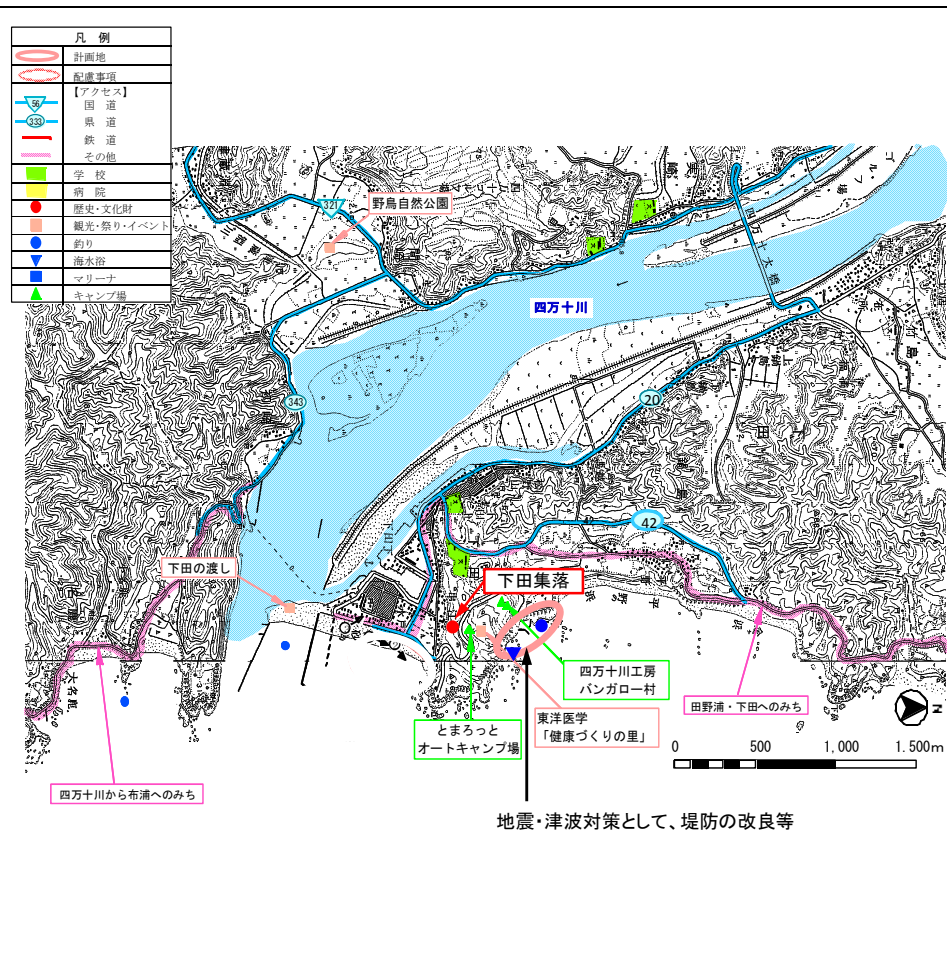 凡 例
計画地
配慮事項
【アクセス】
56
国 道
333
県 道
鉄 道
その他
学 校
病 院
歴史・文化財
観光・祭り・イベント
釣り
海水浴
マリーナ
キャンプ場
321
野鳥自然公園
四万十大橋
四万十川
343
20
42
下田の渡し
下田集落
四万十川工房
バンガロー村
田野浦・下田へのみち
N
東洋医学
「健康づくりの里」
とまろっと
オートキャンプ場
0 500 1,000 1,500m
四万十川から布浦へのみち
地震・津波対策として、堤防の改良等